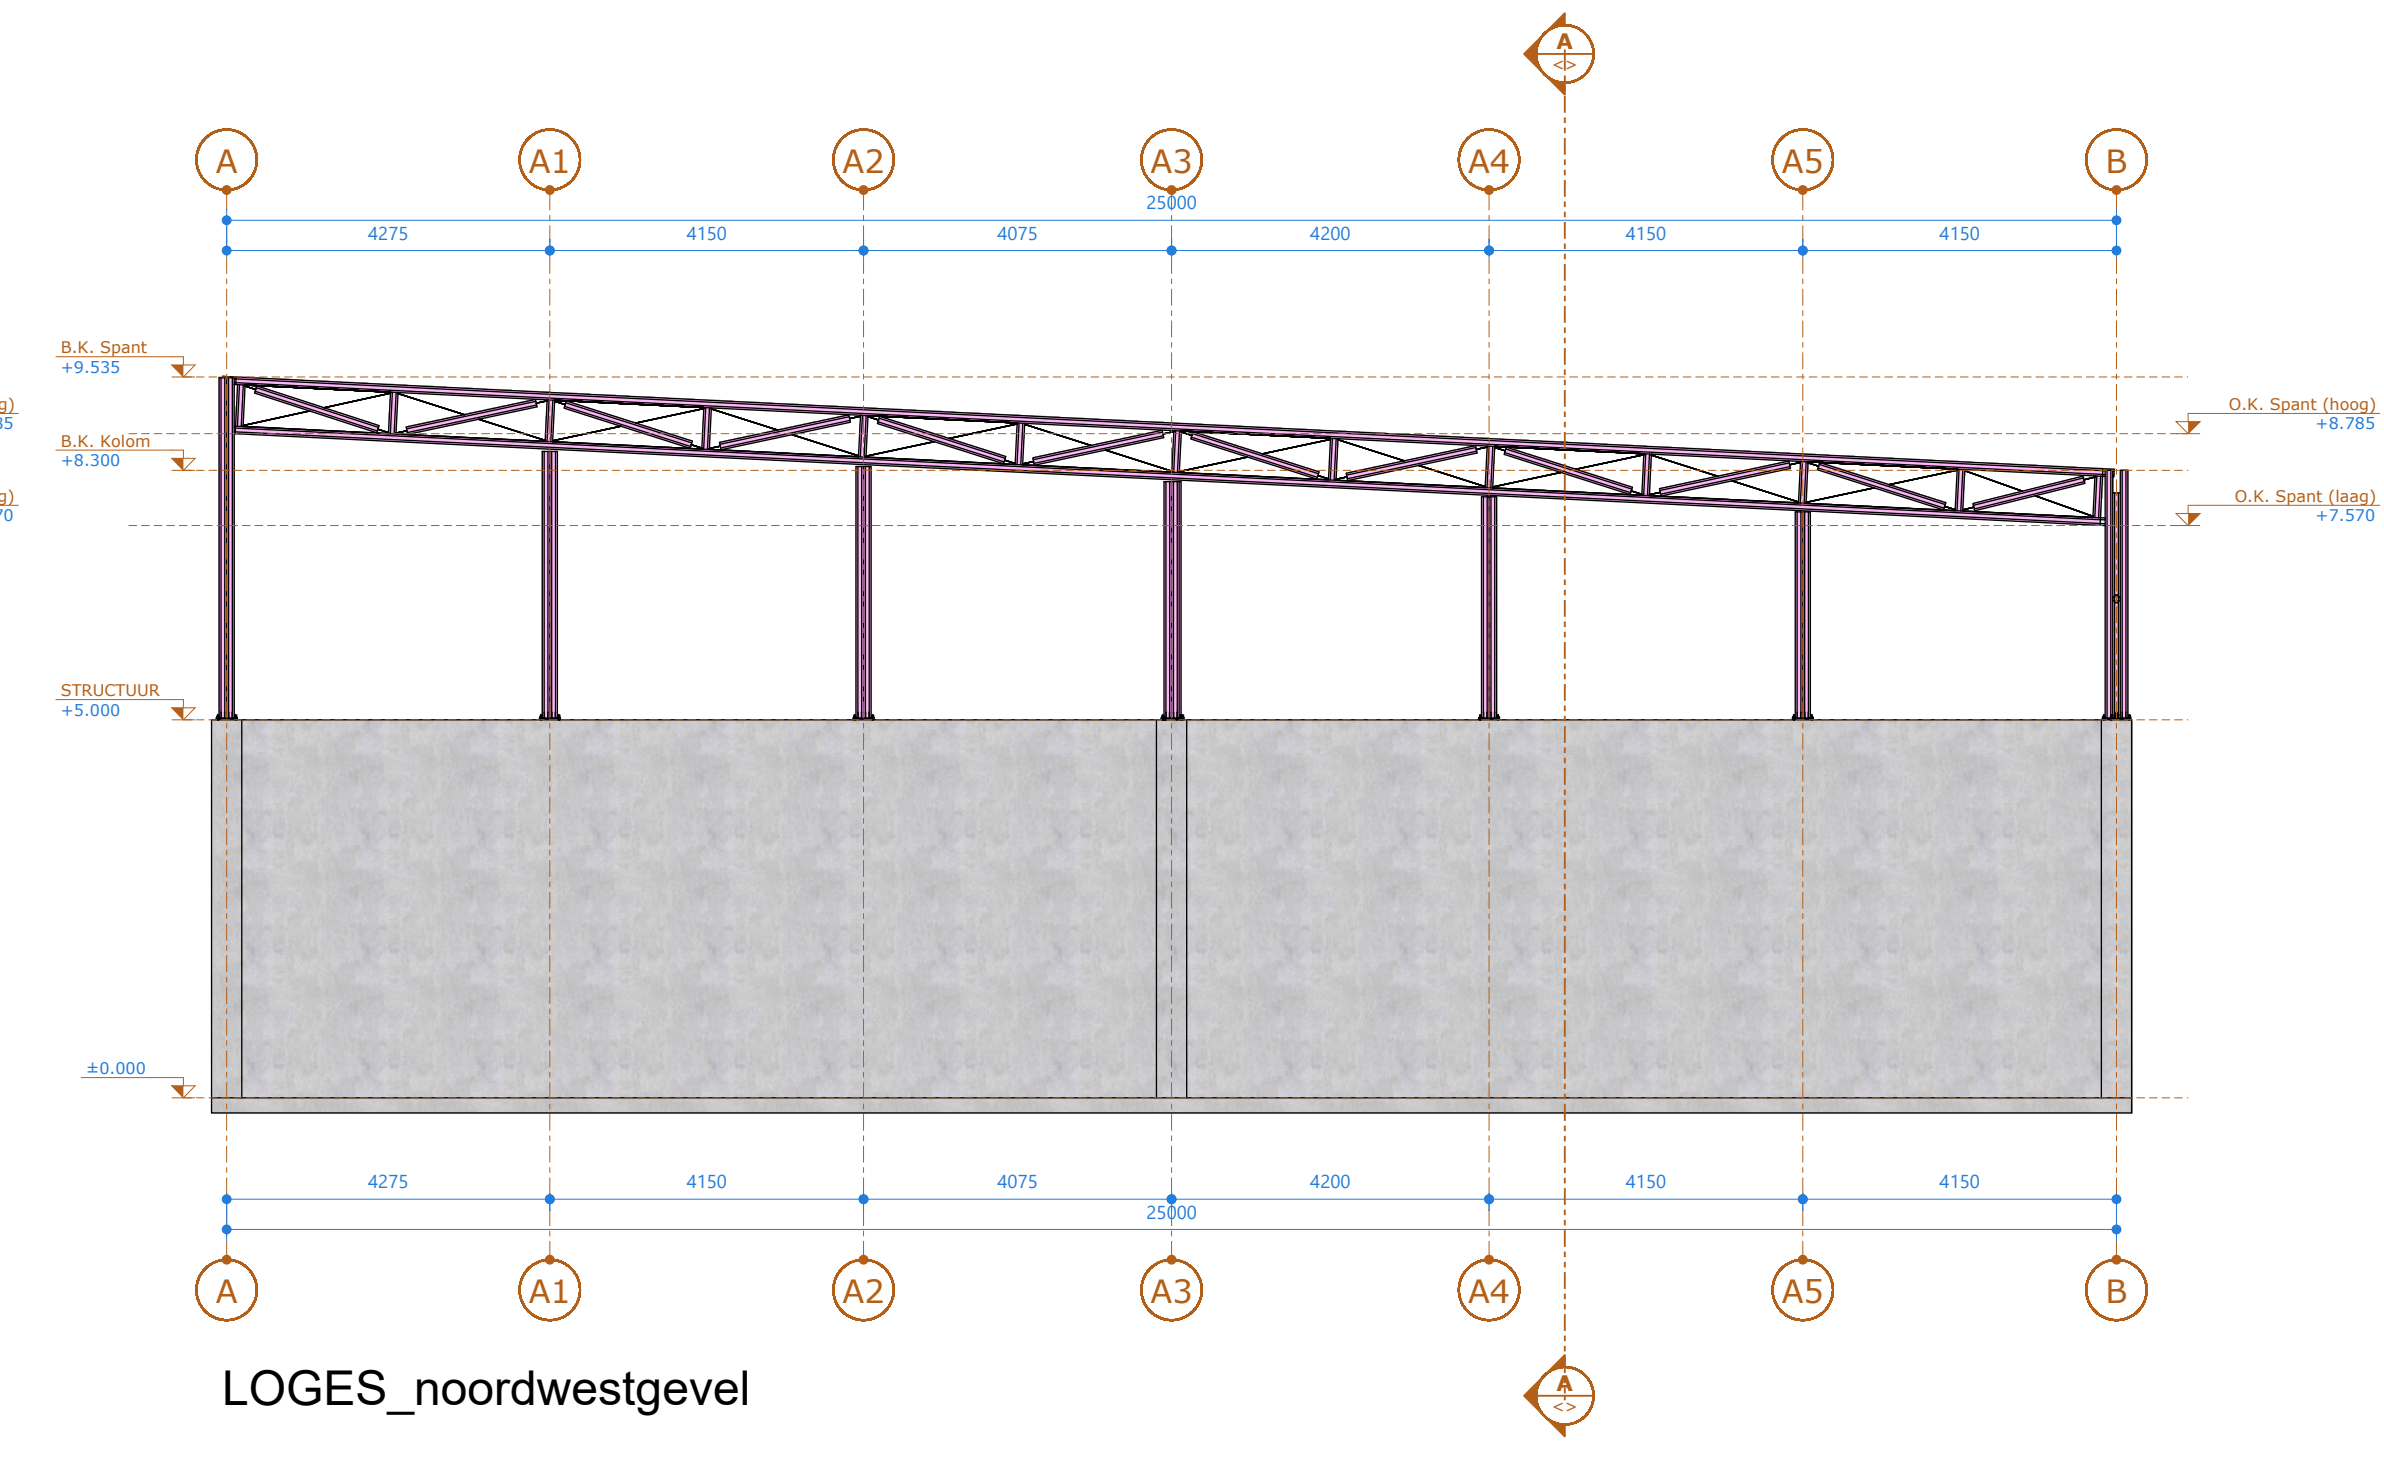 A
<>
A A1 A2 A3 A4 A5 B
25000
4275 4150 4075 4200 4150 4150
B.K. Spant
+9.535
g)
35
O.K. Spant (hoog)
+8.785
B.K. Kolom
+8.300
g)
70
O.K. Spant (laag)
+7.570
STRUCTUUR
+5.000
±0.000
4275 4150 4075 4200 4150 4150
25000
A A1 A2 A3 A4 A5 B
LOGES_noordwestgevel
A
<>